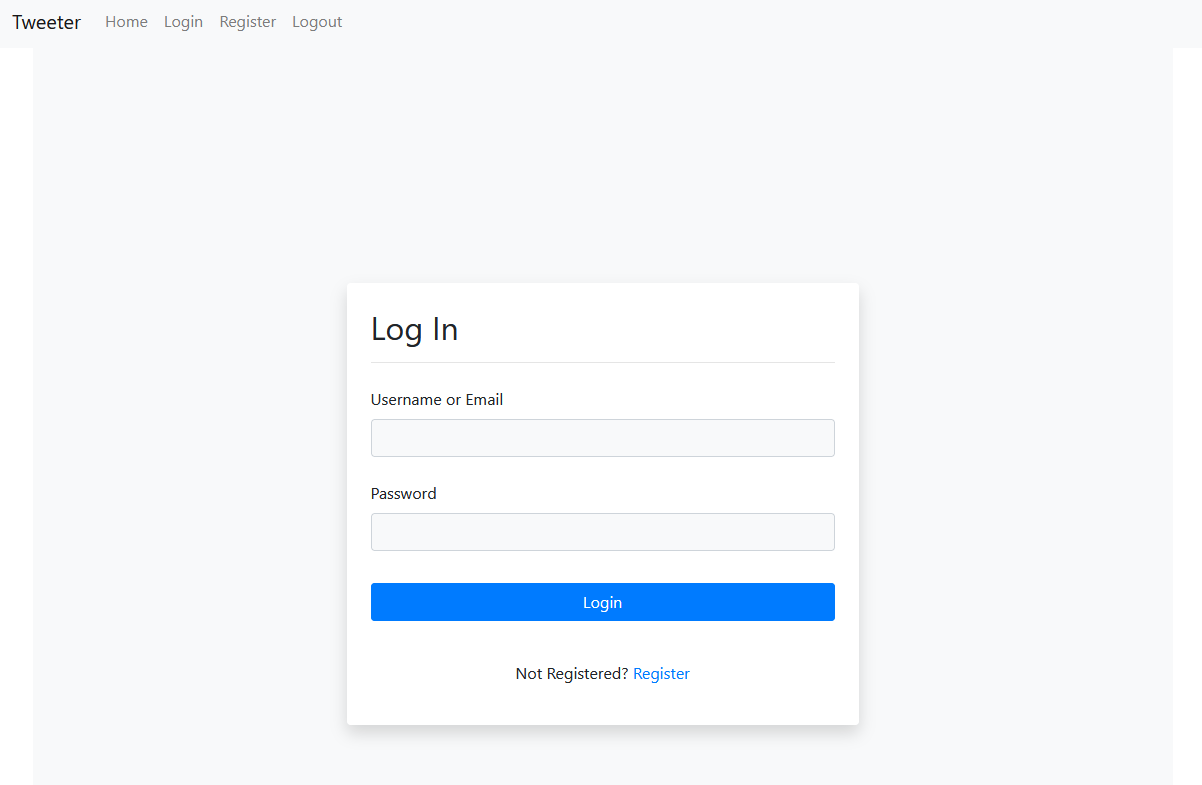 Tweeter Home Login Register Logout
Log In
Username or Email
Password
Login
Not Registered? Register